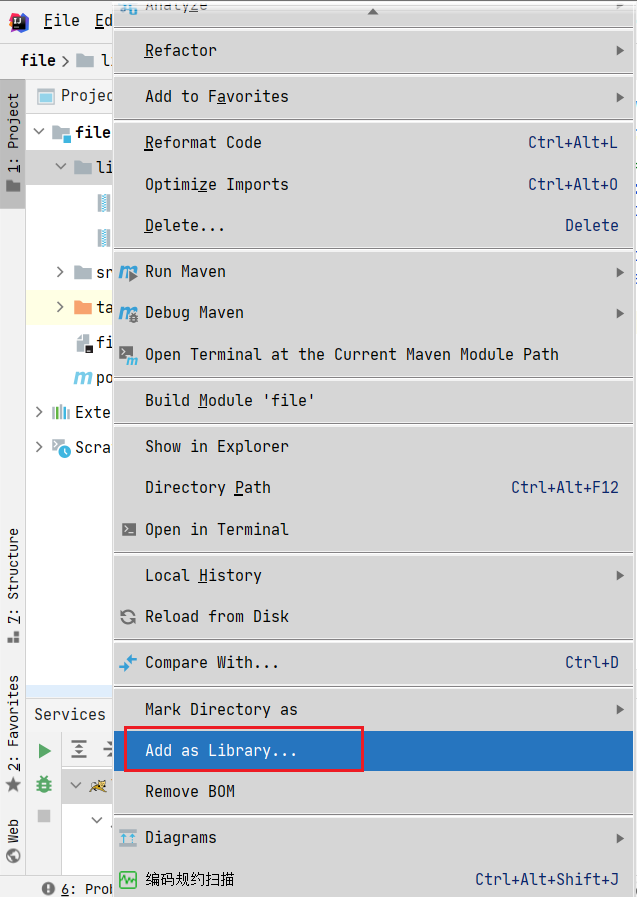 File Ed
file
Analyze
Refactor
Projec
Add to Favorites
1: Project
file
Reformat Code Ctrl+Alt+L
li
Optimize Imports Ctrl+Alt+O
Delete... Delete
sr
Run Maven
ta
Debug Maven
fi
Open Terminal at the Current Maven Module Path
po
Build Module 'file'
Exte
Scra
Show in Explorer
Directory Path Ctrl+Alt+F12
Open in Terminal
7: Structure
Local History
Reload from Disk
Compare With... Ctrl+D
2: Favorites
Services
Mark Directory as
Add as Library...
Remove BOM
Web
Diagrams
编码规约扫描 Ctrl+Alt+Shift+J
6: Prob